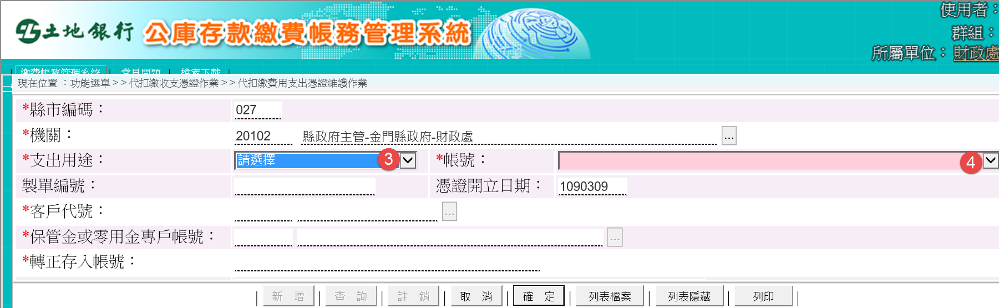 使用者：
土地銀行 公庫存款繳費帳務管理系統
群組：
所屬單位： 財政處
| 繳費帳務管理系統 | 常見問題 | 檔案下載 |
現在位置 ：功能選單>>代扣繳收支憑證作業>>代扣繳費用支出憑證維護作業
*縣市編碼： 027
*機關： 20102 縣政府主管-金門縣政府-財政處 ...
*支出用途： 請選擇 3 *帳號： 4
製單編號： 憑證開立日期： 1090309
*客戶代號： ...
*保管金或零用金專戶帳號： ...
*轉正存入帳號：
| 新 增 | 查 詢 | 註 銷 | 取 消 | 確 定 | 列表檔案 | 列表隱藏 | 列印 |